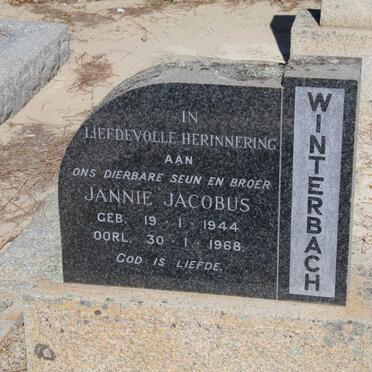 IN
LIEFDEVOLLE HERINNERING
AAN
ONS DIERBARE SEUN EN BROER
JANNIE JACOBUS
GEB. 19 - 1 - 1944
OORL. 30 - 1 - 1968
GOD IS LIEFDE.
WINTERBACH